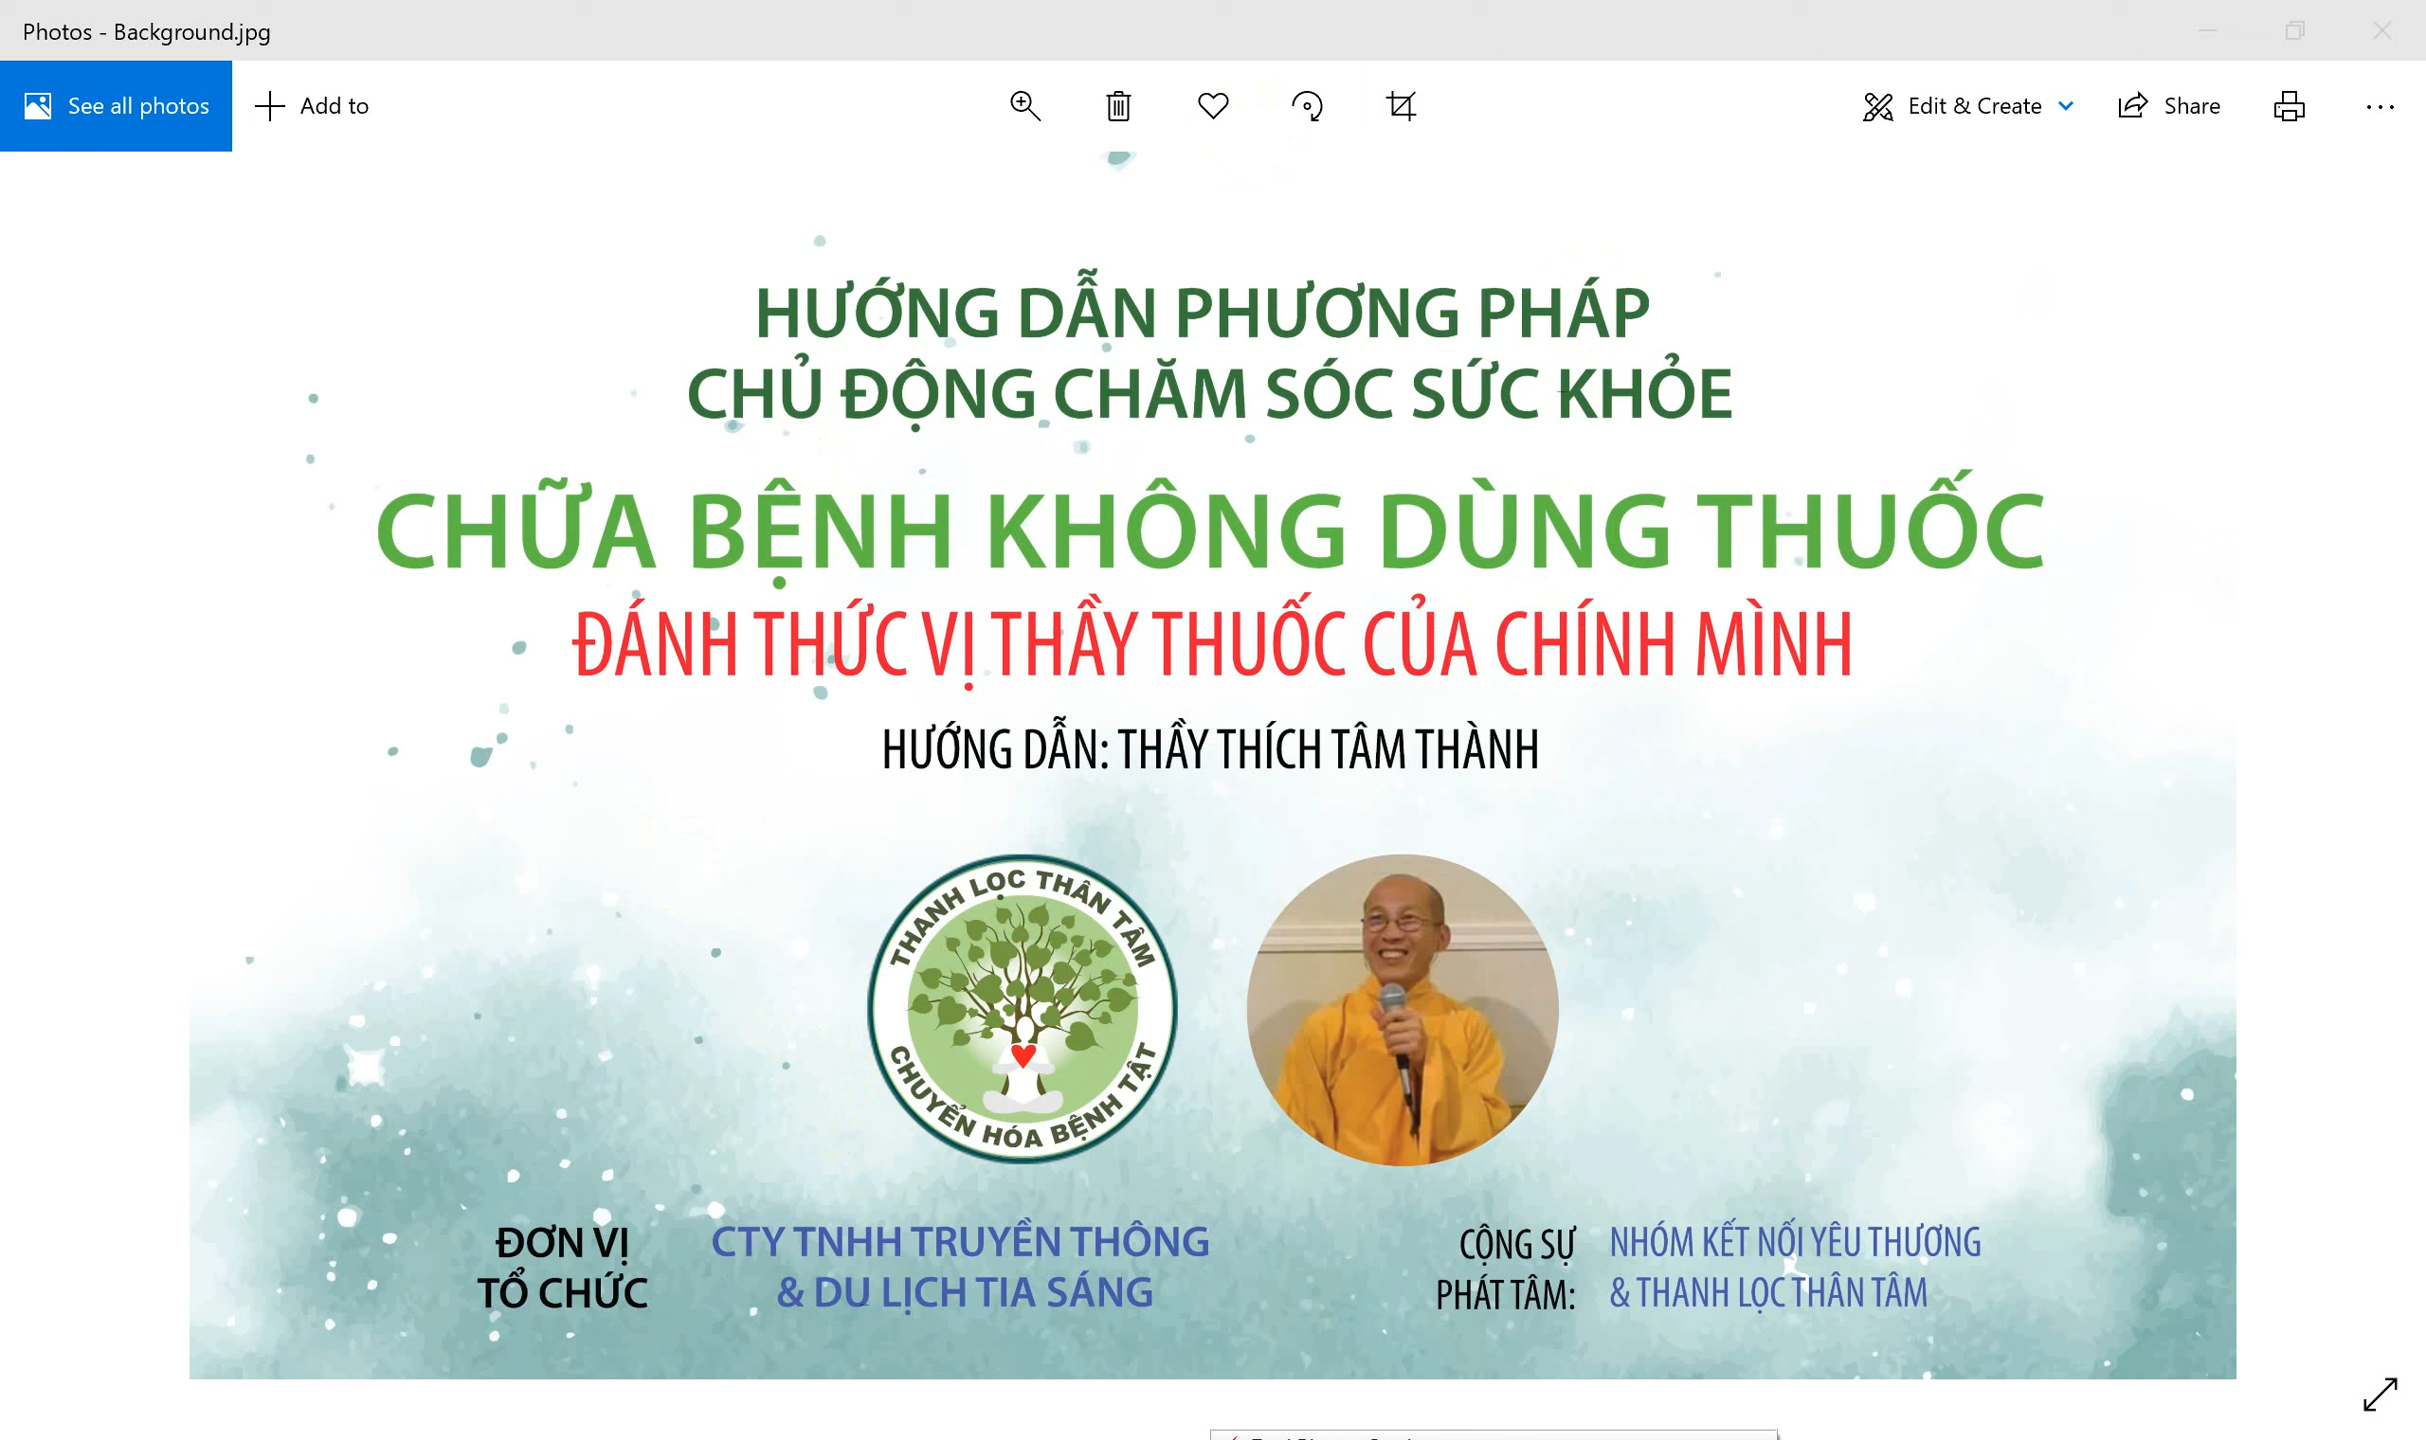 Photos - Background.jpg
See all photos
Add to
Edit & Create
Share
HƯỚNG DẪN PHƯƠNG PHÁP
CHỦ ĐỘNG CHĂM SÓC SỨC KHỎE
CHỮA BỆNH KHÔNG DÙNG THUỐC
ĐÁNH THỨC VỊ THẦY THUỐC CỦA CHÍNH MÌNH
HƯỚNG DẪN: THẦY THÍCH TÂM THÀNH
THANH LỌC THÂN TÂM
CHUYỂN HÓA BỆNH TẬT
ĐƠN VỊ
TỔ CHỨC
CTY TNHH TRUYỀN THÔNG
& DU LỊCH TIA SÁNG
CỘNG SỰ
PHÁT TÂM:
NHÓM KẾT NỐI YÊU THƯƠNG
& THANH LỌC THÂN TÂM